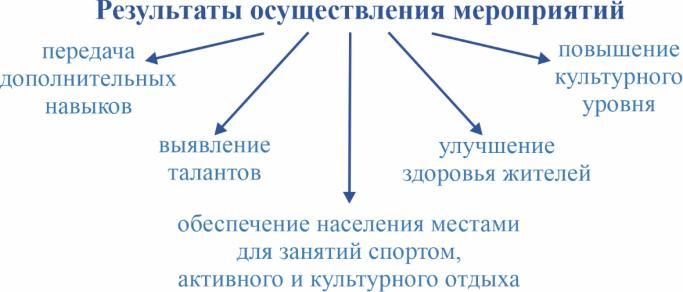 Результаты осуществления мероприятий
передача
дополнительных
навыков
выявление
талантов
обеспечение населения местами
для занятий спортом,
активного и культурного отдыха
улучшение
здоровья жителей
повышение
культурного
уровня